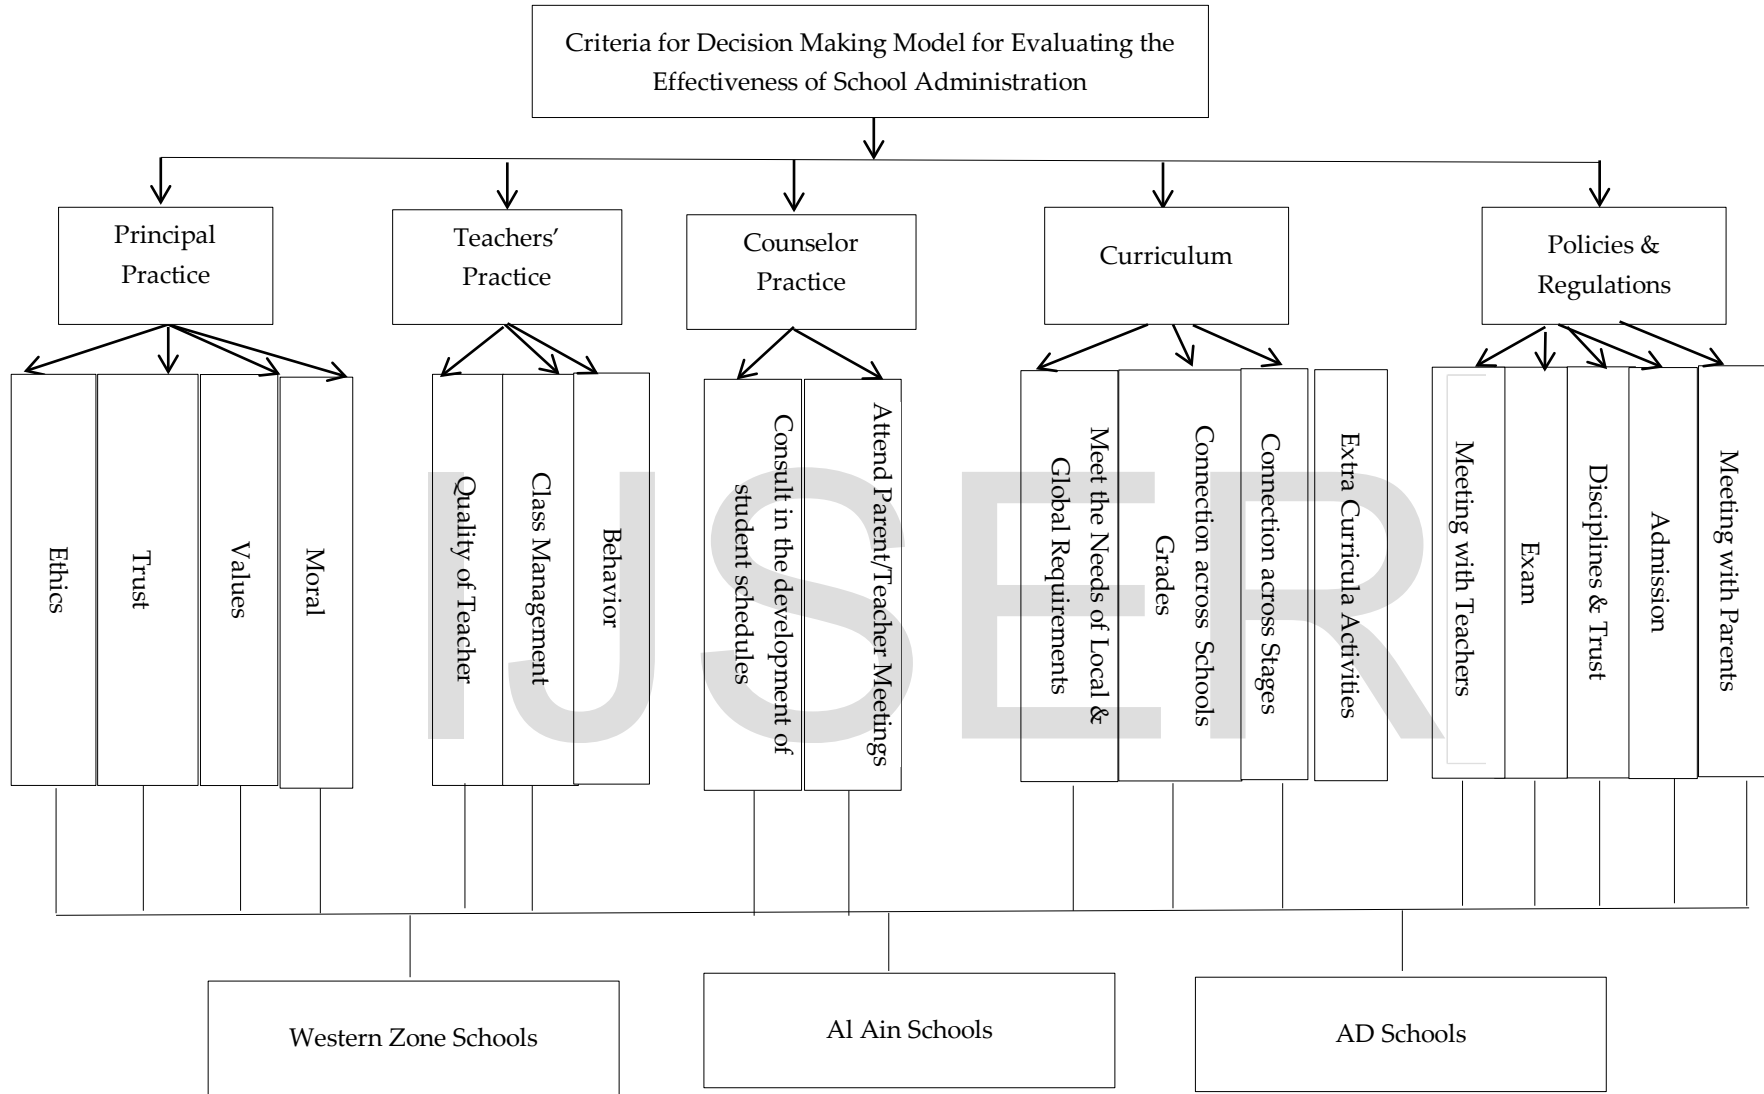 Criteria for Decision Making Model for Evaluating the
Effectiveness of School Administration
Principal
Practice
Teachers’
Practice
Counselor
Practice
Curriculum
Policies &
Regulations
Ethics
Trust
Values
Moral
Quality of Teacher
Class Management
Behavior
Consult in the development of
student schedules
Attend Parent/Teacher Meetings
Meet the Needs of Local &
Global Requirements
Connection across Schools
Grades
Connection across Stages
Extra Curricula Activities
Meeting with Teachers
Exam
Disciplines & Trust
Admission
Meeting with Parents
IJSER
Western Zone Schools
Al Ain Schools
AD Schools